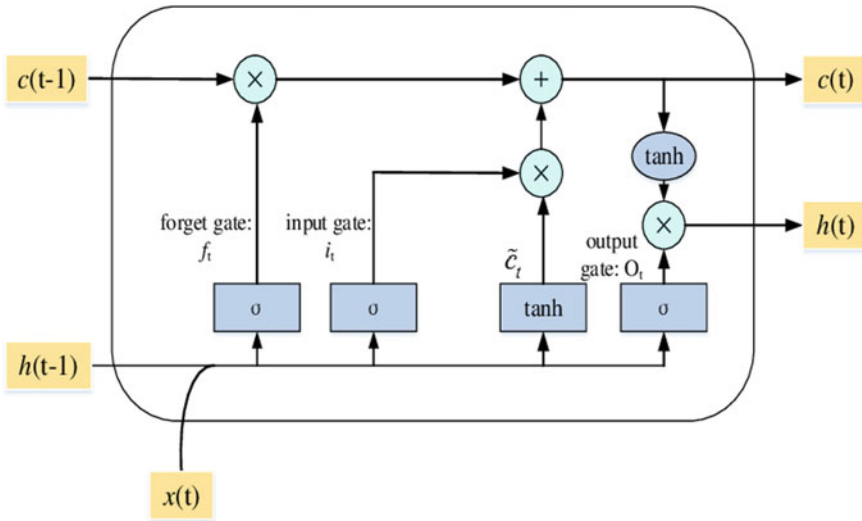 c(t-1)
×
+
c(t)
tanh
×
×
h(t)
forget gate:
fₜ
input gate:
iₜ
c̃ₜ
output
gate: Oₜ
σ
σ
tanh
σ
h(t-1)
x(t)